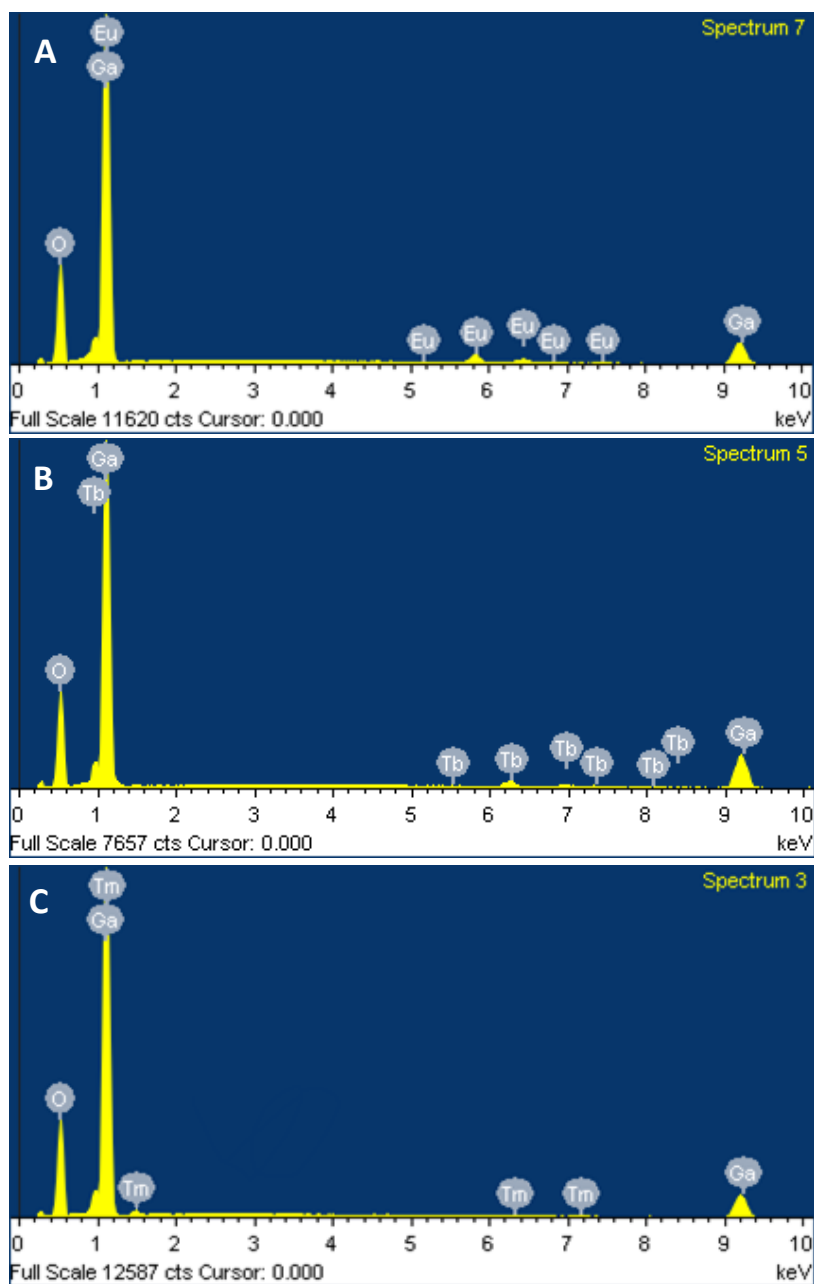 A
Spectrum 7
Eu
Ga
O
Eu
Eu
Eu
Eu
Eu
Ga
0 1 2 3 4 5 6 7 8 9 10
Full Scale 11620 cts Cursor: 0.000 keV
B
Spectrum 5
Ga
Tb
O
Tb
Tb
Tb
Tb
Tb
Tb
Ga
0 1 2 3 4 5 6 7 8 9 10
Full Scale 7657 cts Cursor: 0.000 keV
C
Spectrum 3
Tm
Ga
O
Tm
Tm
Tm
Ga
0 1 2 3 4 5 6 7 8 9 10
Full Scale 12587 cts Cursor: 0.000 keV